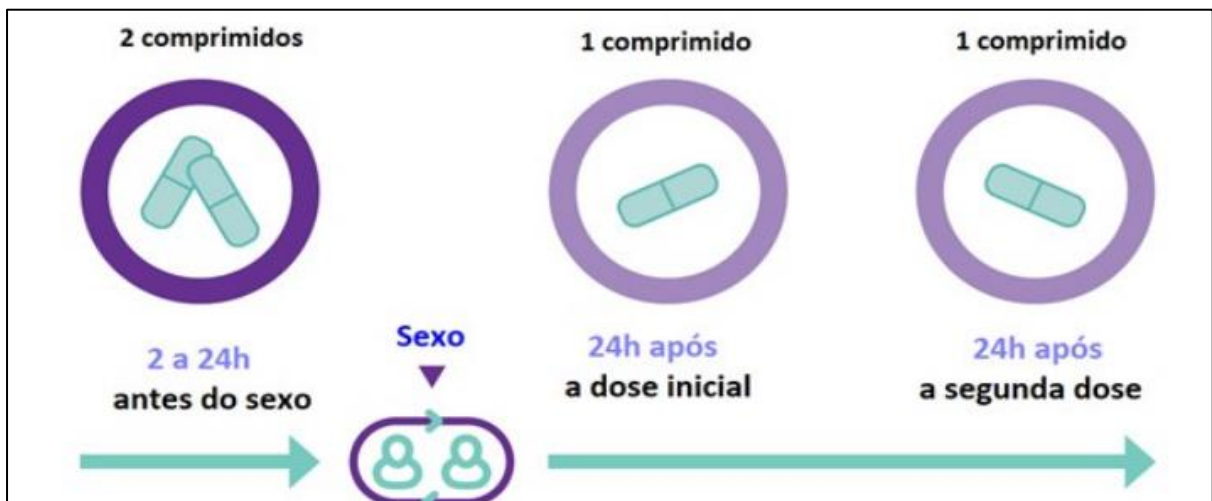 2 comprimidos
1 comprimido
1 comprimido
2 a 24h
antes do sexo
Sexo
24h após
a dose inicial
24h após
a segunda dose